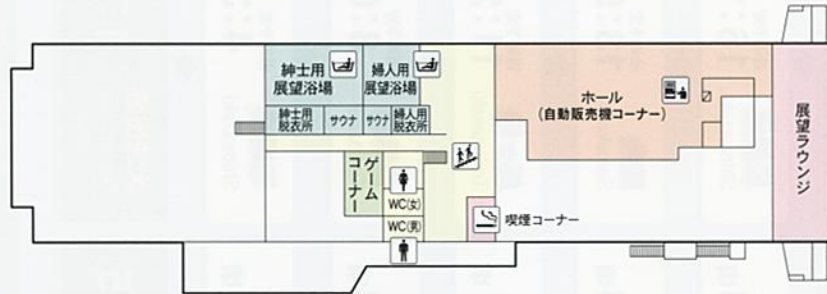 紳士用
展望浴場
婦人用
展望浴場
紳士用
脱衣所
サウナ
サウナ
婦人用
脱衣所
ホール
(自動販売機コーナー)
展望ラウンジ
ゲーム
コーナー
WC(女)
WC(男)
喫煙コーナー